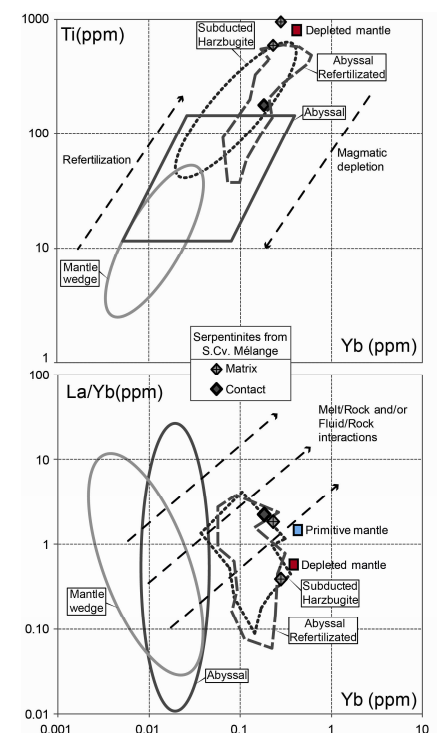 1000
Ti(ppm)
Subducted
Harzbugite
Depleted mantle
Abyssal
Refertilizated
Abyssal
100
Refertilization
Magmatic
depletion
10
Mantle
wedge
1
Yb (ppm)
Serpentinites from
S.Cv. Mélange
Matrix
Contact
100
La/Yb(ppm)
Melt/Rock and/or
Fluid/Rock
interactions
10
Primitive mantle
1
Depleted mantle
Subducted
Harzbugite
Mantle
wedge
0.10
Abyssal
Refertilizated
Abyssal
Yb (ppm)
0.01
0.001 0.01 0.1 1 10